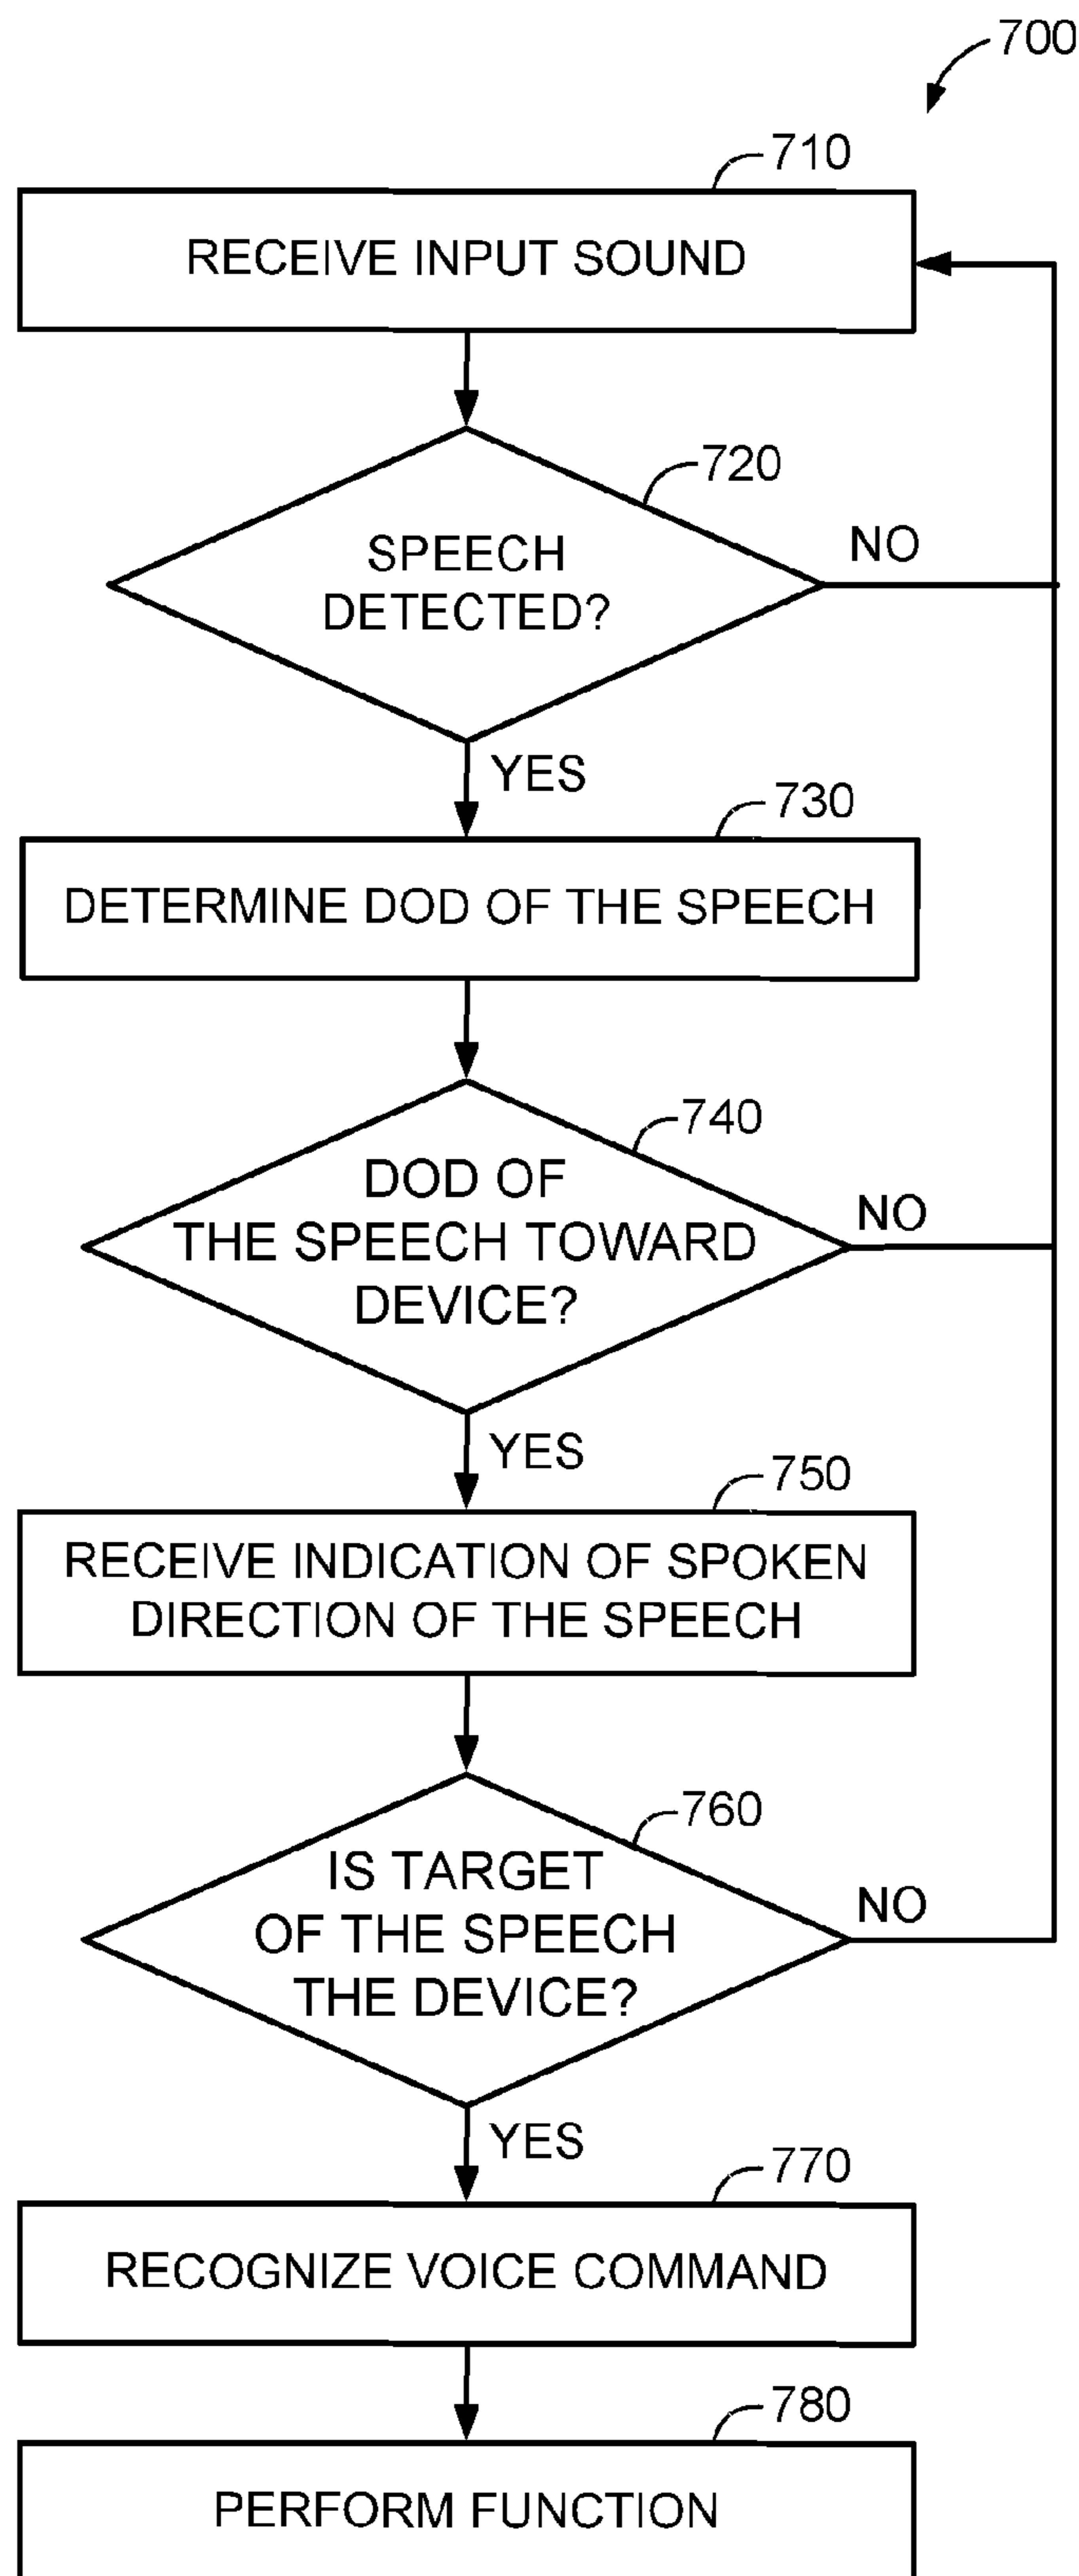 700
710
RECEIVE INPUT SOUND
720
SPEECH
DETECTED?
NO
YES
730
DETERMINE DOD OF THE SPEECH
740
DOD OF
THE SPEECH TOWARD
DEVICE?
NO
YES
750
RECEIVE INDICATION OF SPOKEN
DIRECTION OF THE SPEECH
760
IS TARGET
OF THE SPEECH
THE DEVICE?
NO
YES
770
RECOGNIZE VOICE COMMAND
780
PERFORM FUNCTION